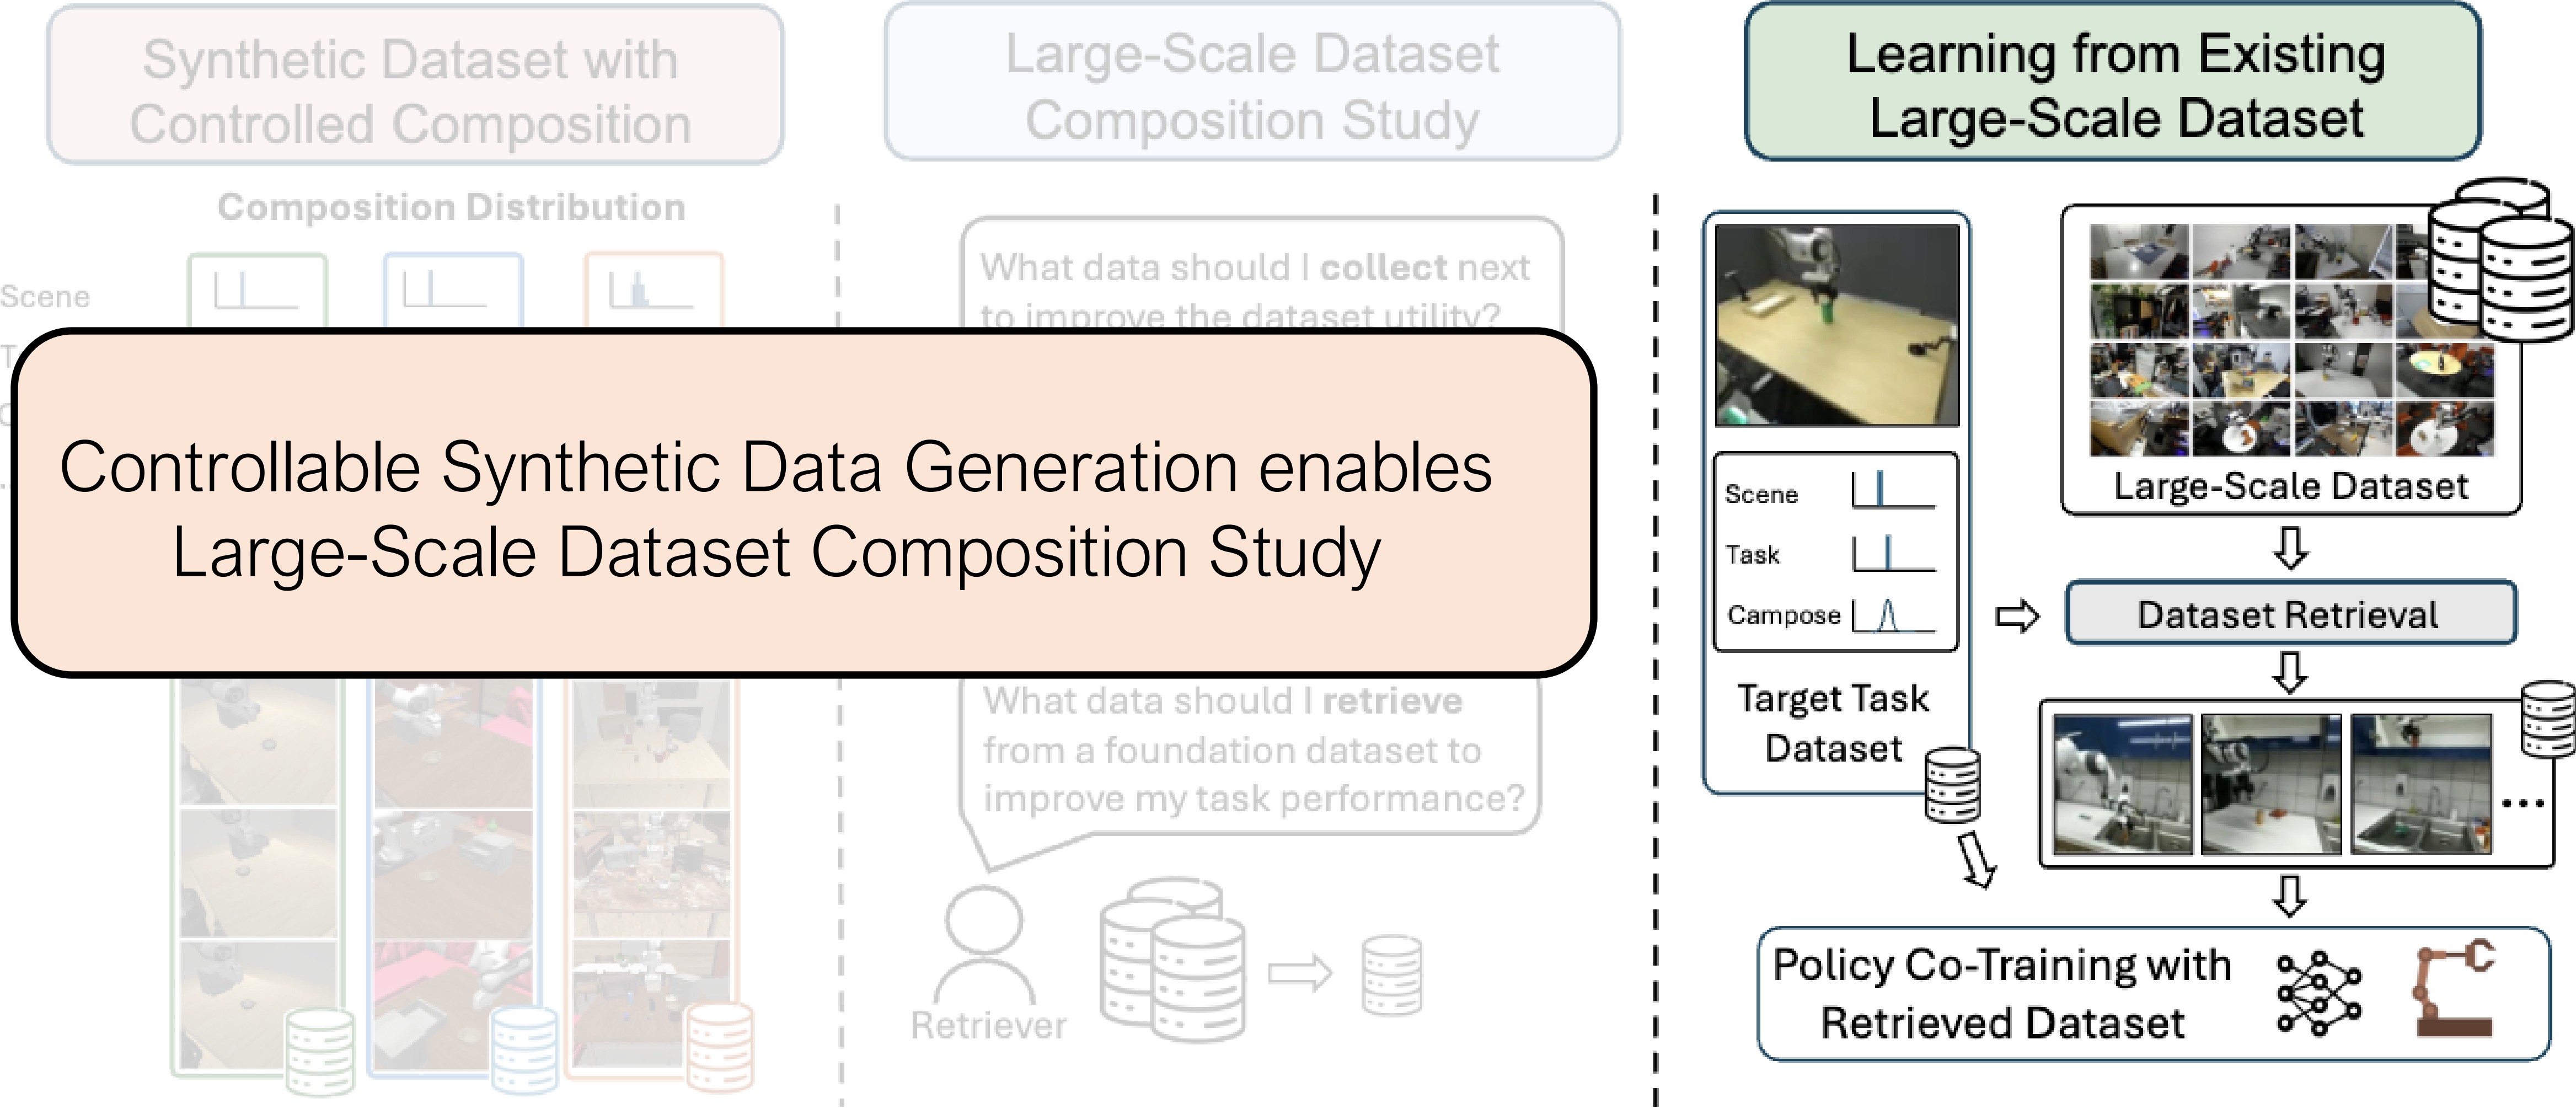 Synthetic Dataset with
Controlled Composition
Composition Distribution
Scene
Large-Scale Dataset
Composition Study
What data should I collect next
to improve the dataset utility?
Controllable Synthetic Data Generation enables
Large-Scale Dataset Composition Study
What data should I retrieve
from a foundation dataset to
improve my task performance?
Retriever
Learning from Existing
Large-Scale Dataset
Scene
Task
Campose
Target Task
Dataset
Large-Scale Dataset
Dataset Retrieval
...
Policy Co-Training with
Retrieved Dataset